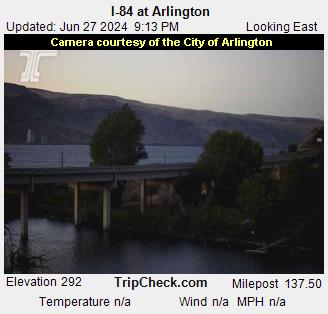 I-84 at Arlington
Updated: Jun 27 2024 9:13 PM Looking East
Camera courtesy of the City of Arlington
Elevation 292 TripCheck.com Milepost 137.50
Temperature n/a Wind n/a MPH n/a